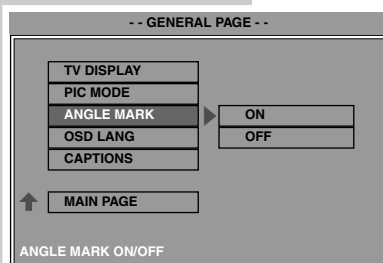 - - GENERAL PAGE - -
TV DISPLAY
PIC MODE
ANGLE MARK
ON
OSD LANG
OFF
CAPTIONS
MAIN PAGE
ANGLE MARK ON/OFF